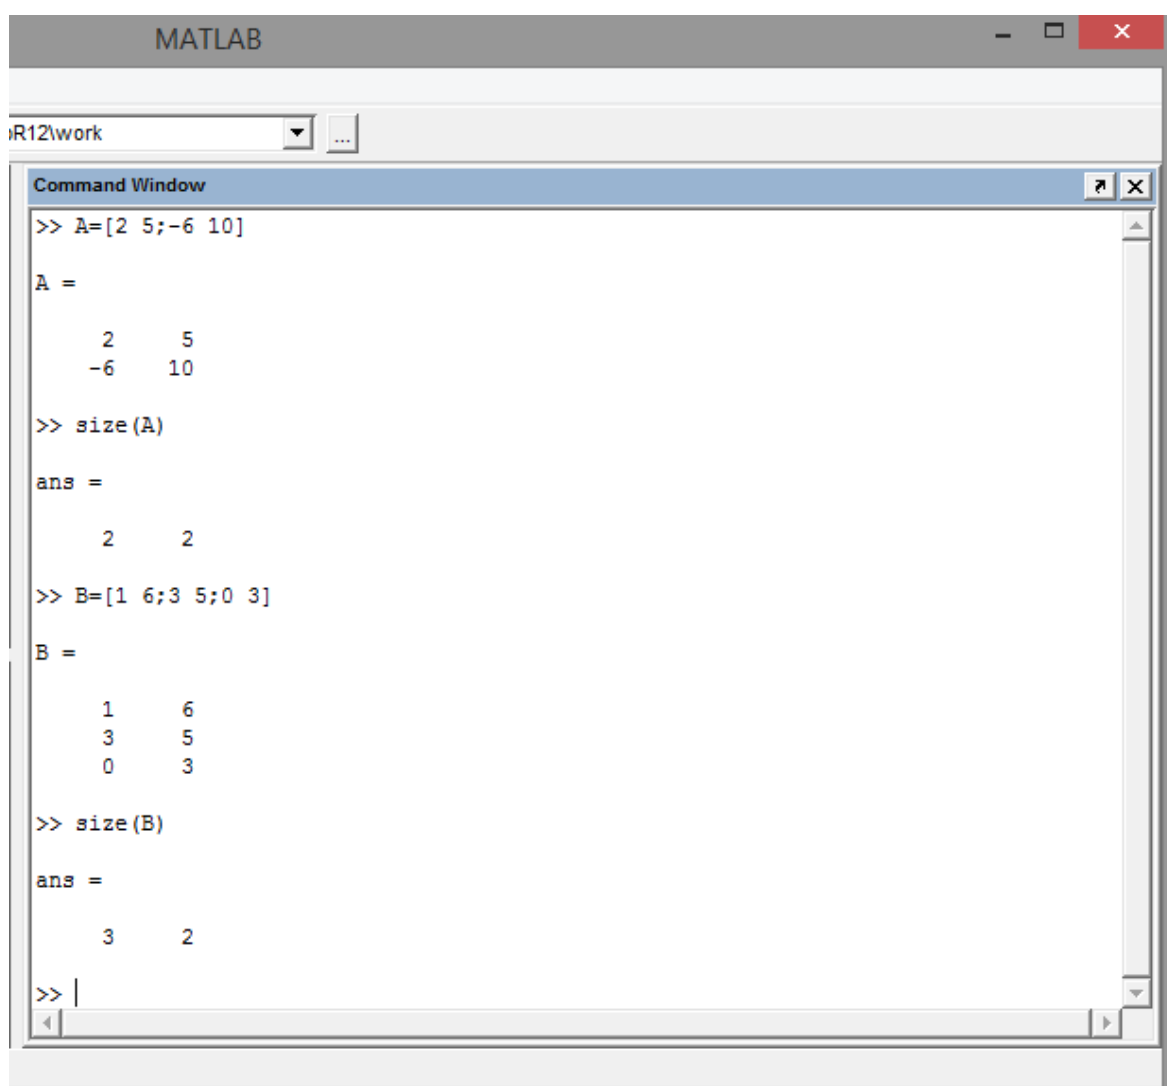 MATLAB
R12\work
...
Command Window
>> A=[2 5;-6 10]
A =
2 5
-6 10
>> size(A)
ans =
2 2
>> B=[1 6;3 5;0 3]
B =
1 6
3 5
0 3
>> size(B)
ans =
3 2
>>